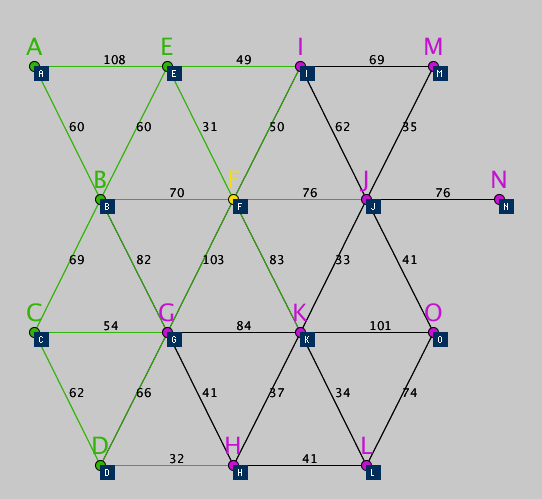 A E I M
108 49 69
A E I M
60 60 31 50 62 35
B F J N
70 76 76
B F J N
69 82 103 83 33 41
C G K O
54 84 101
C G K O
62 66 41 37 34 74
D H L
32 41
D H L